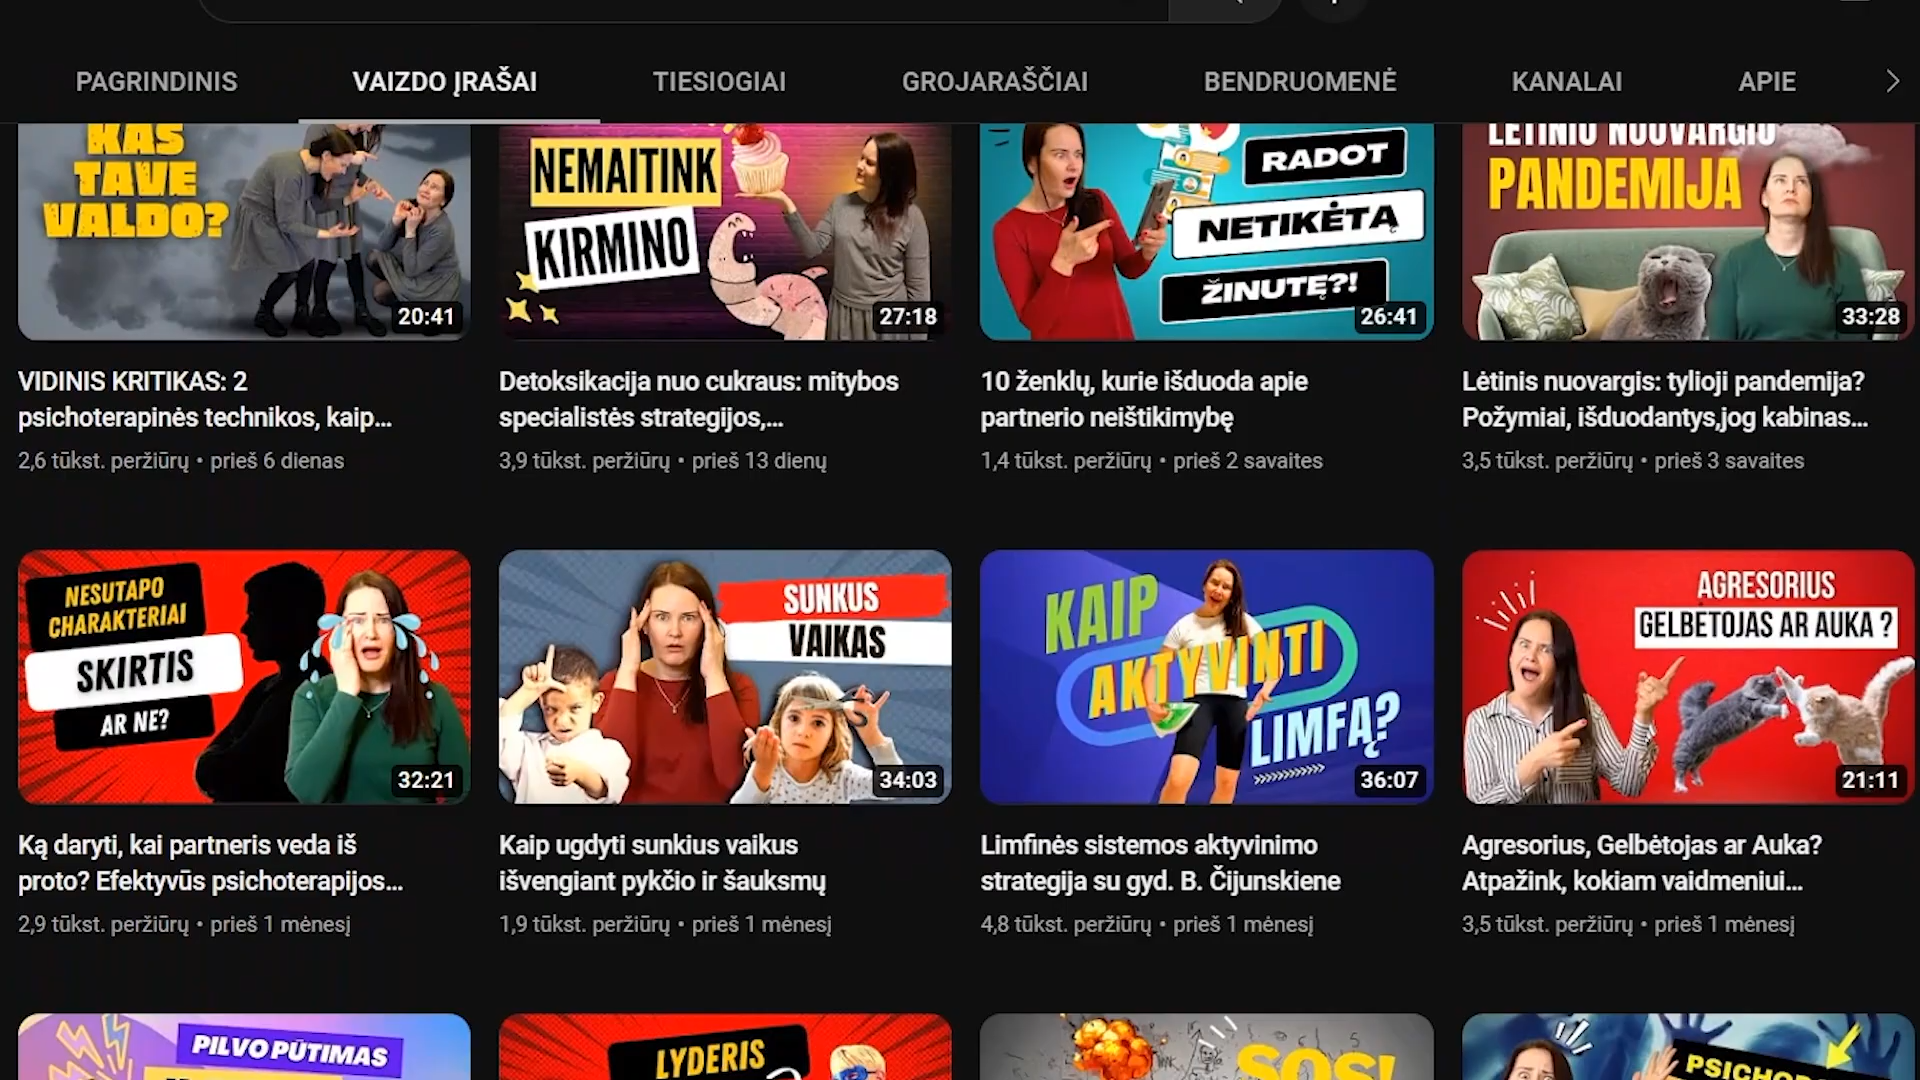 PAGRINDINIS VAIZDO ĮRAŠAI TIESIOGIAI GROJARAŠČIAI BENDRUOMENĖ KANALAI APIE
KAS
TAVE
VALDO?
20:41
NEMAITINK
KIRMINO
27:18
RADOT
NETIKĖTĄ
ŽINUTĘ?!
26:41
LĖTINIO NUOVARGIO
PANDEMIJA
33:28
VIDINIS KRITIKAS: 2
psichoterapinės technikos, kaip...
2,6 tūkst. peržiūrų • prieš 6 dienas
Detoksikacija nuo cukraus: mitybos
specialistės strategijos,...
3,9 tūkst. peržiūrų • prieš 13 dienų
10 ženklų, kurie išduoda apie
partnerio neištikimybę
1,4 tūkst. peržiūrų • prieš 2 savaites
Lėtinis nuovargis: tylioji pandemija?
Požymiai, išduodantys,jog kabinas...
3,5 tūkst. peržiūrų • prieš 3 savaites
NESUTAPO
CHARAKTERIAI
SKIRTIS
AR NE?
32:21
SUNKUS
VAIKAS
34:03
KAIP
AKTYVINTI
LIMFĄ?
36:07
AGRESORIUS
GELBĖTOJAS AR AUKA ?
21:11
Ką daryti, kai partneris veda iš
proto? Efektyvūs psichoterapijos...
2,9 tūkst. peržiūrų • prieš 1 mėnesį
Kaip ugdyti sunkius vaikus
išvengiant pykčio ir šauksmų
1,9 tūkst. peržiūrų • prieš 1 mėnesį
Limfinės sistemos aktyvinimo
strategija su gyd. B. Čijunskiene
4,8 tūkst. peržiūrų • prieš 1 mėnesį
Agresorius, Gelbėtojas ar Auka?
Atpažink, kokiam vaidmeniui...
3,5 tūkst. peržiūrų • prieš 1 mėnesį
PILVO PŪTIMAS
LYDERIS
SOS!